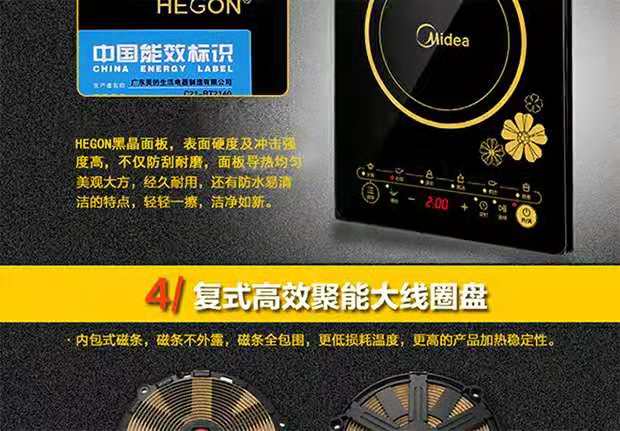 HEGON
中国能效标识
CHINA ENERGY LABEL
生产者名称 广东美的生活电器制造有限公司
Midea
HEGON黑晶面板，表面硬度及冲击强
度高，不仅防刮耐磨，面板导热均匀
美观大方，经久耐用，还有防水易清
洁的特点，轻轻一擦，洁净如新。
2:00
4/ 复式高效聚能大线圈盘
·内包式磁条，磁条不外露，磁条全包围，更低损耗温度，更高的产品加热稳定性。